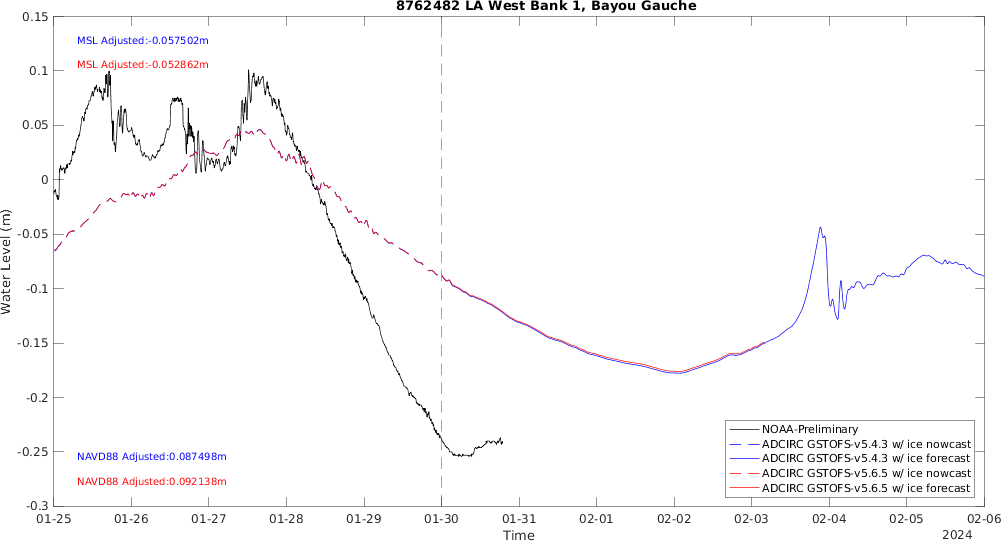 8762482 LA West Bank 1, Bayou Gauche
0.15
MSL Adjusted:-0.057502m
MSL Adjusted:-0.052862m
0.1
0.05
0
-0.05
Water Level (m)
-0.1
-0.15
-0.2
-0.25
-0.3
NAVD88 Adjusted:0.087498m
NAVD88 Adjusted:0.092138m
NOAA-Preliminary
ADCIRC GSTOFS-v5.4.3 w/ ice nowcast
ADCIRC GSTOFS-v5.4.3 w/ ice forecast
ADCIRC GSTOFS-v5.6.5 w/ ice nowcast
ADCIRC GSTOFS-v5.6.5 w/ ice forecast
01-25 01-26 01-27 01-28 01-29 01-30 01-31 02-01 02-02 02-03 02-04 02-05 02-06
Time
2024